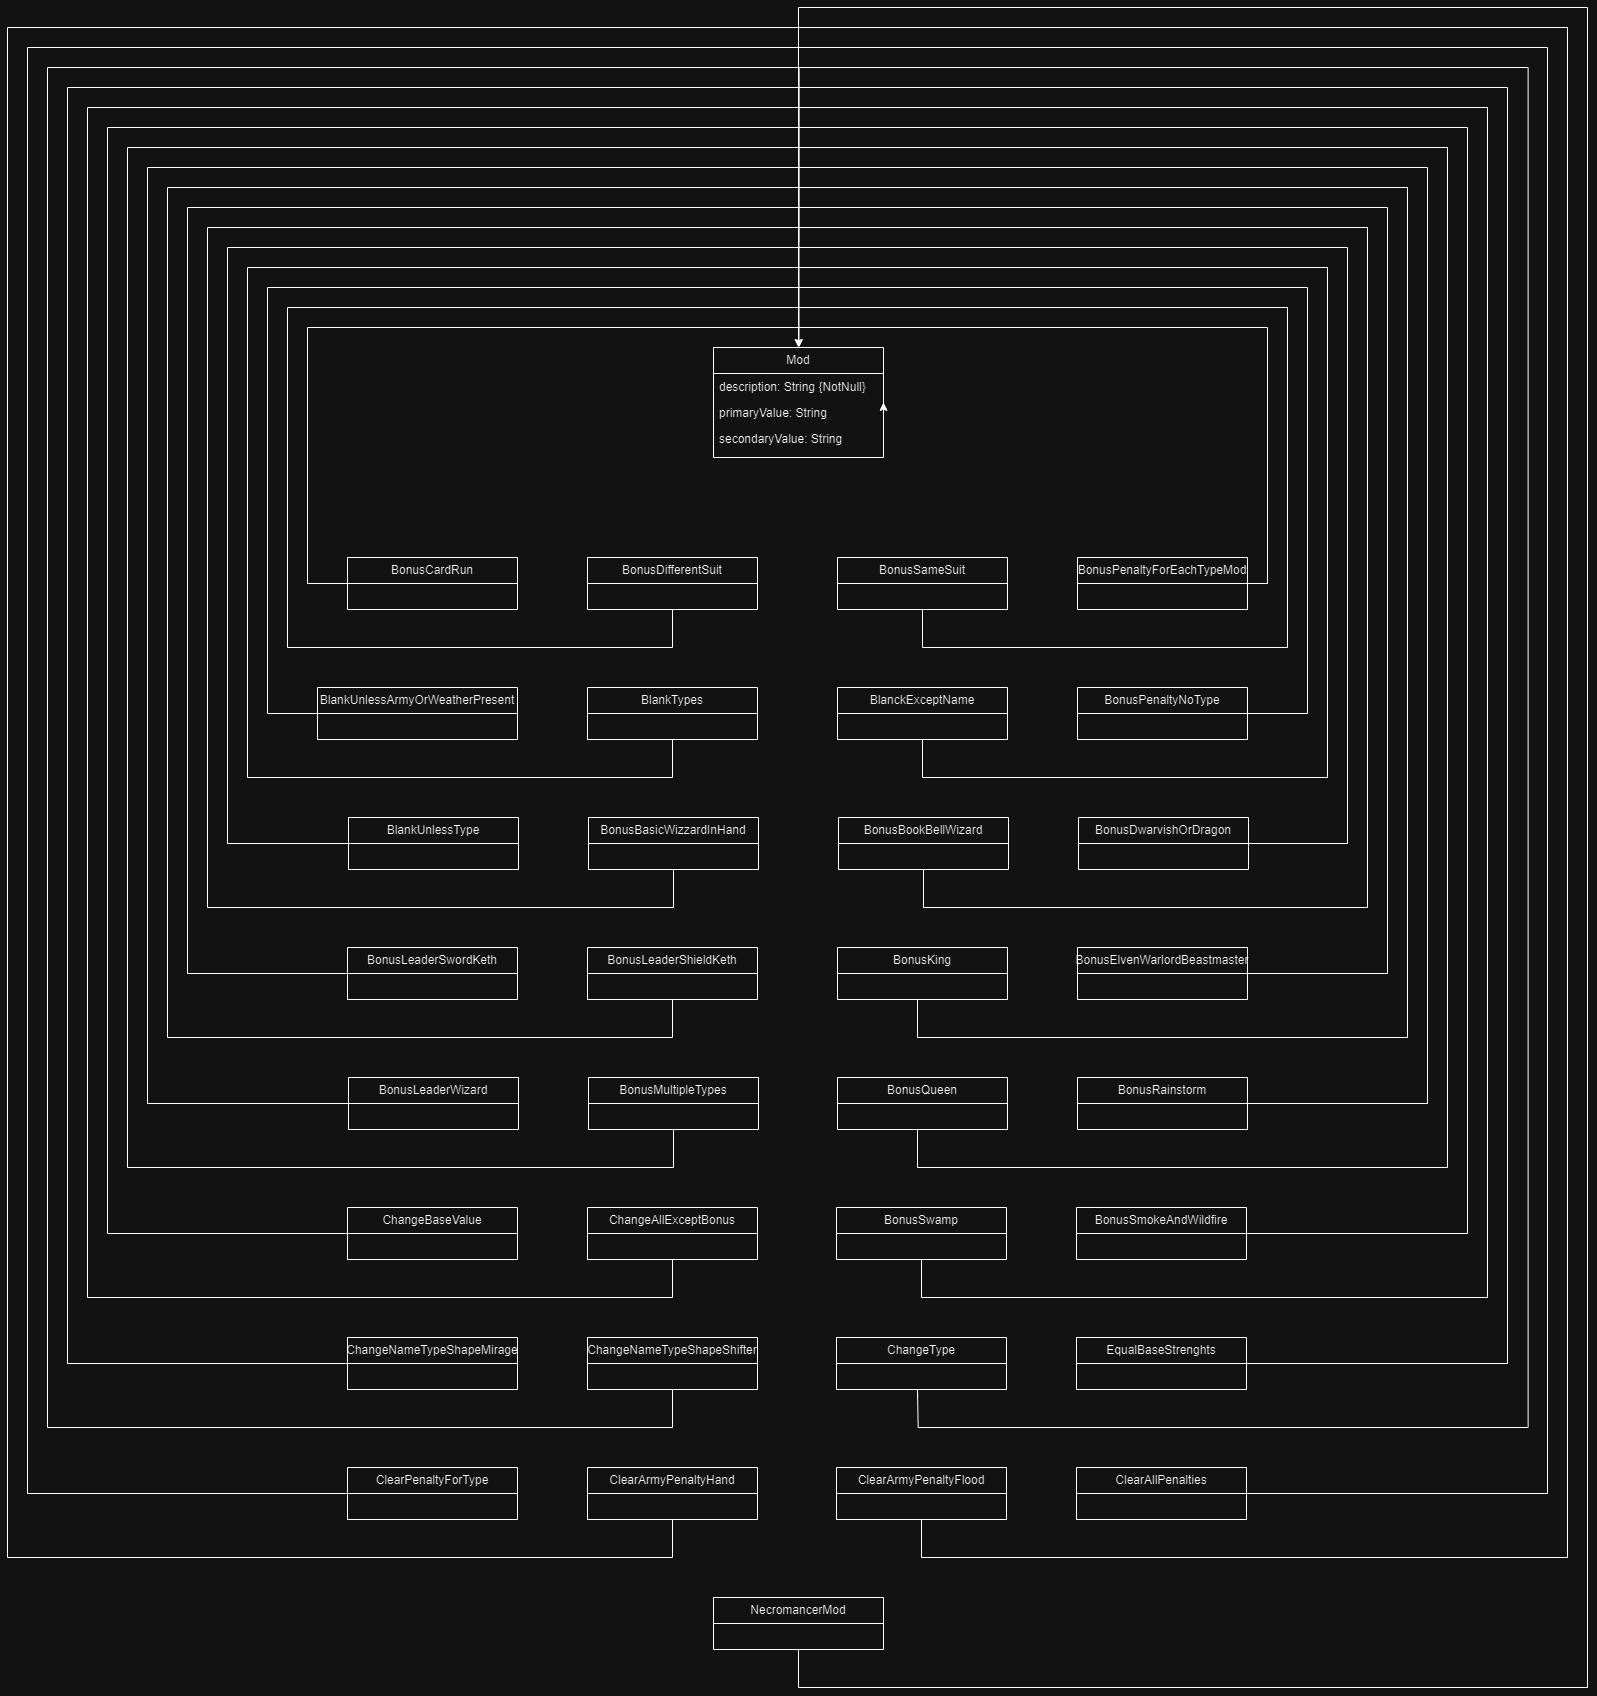 Mod
description: String {NotNull}
primaryValue: String
secondaryValue: String
BonusCardRun
BonusDifferentSuit
BonusSameSuit
BonusPenaltyForEachTypeMod
BlankUnlessArmyOrWeatherPresent
BlankTypes
BlanckExceptName
BonusPenaltyNoType
BlankUnlessType
BonusBasicWizzardInHand
BonusBookBellWizard
BonusDwarvishOrDragon
BonusLeaderSwordKeth
BonusLeaderShieldKeth
BonusKing
BonusElvenWarlordBeastmaster
BonusLeaderWizard
BonusMultipleTypes
BonusQueen
BonusRainstorm
ChangeBaseValue
ChangeAllExceptBonus
BonusSwamp
BonusSmokeAndWildfire
ChangeNameTypeShapeMirage
ChangeNameTypeShapeShifter
ChangeType
EqualBaseStrenghts
ClearPenaltyForType
ClearArmyPenaltyHand
ClearArmyPenaltyFlood
ClearAllPenalties
NecromancerMod